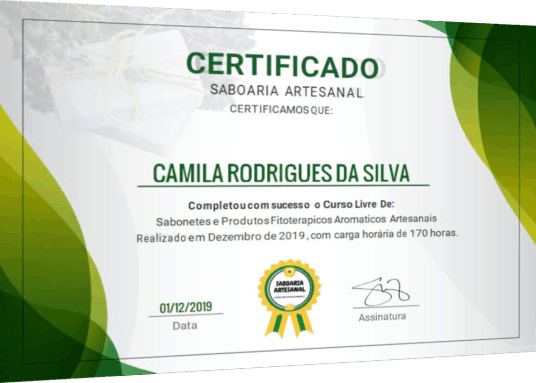 CERTIFICADO
SABOARIA ARTESANAL
CERTIFICAMOS QUE:
CAMILA RODRIGUES DA SILVA
Completou com sucesso o Curso Livre De:
Sabonetes e Produtos Fitoterapicos Aromaticos Artesanais
Realizado em Dezembro de 2019, com carga horária de 170 horas.
SABOARIA
ARTESANAL
01/12/2019
Data
Assinatura